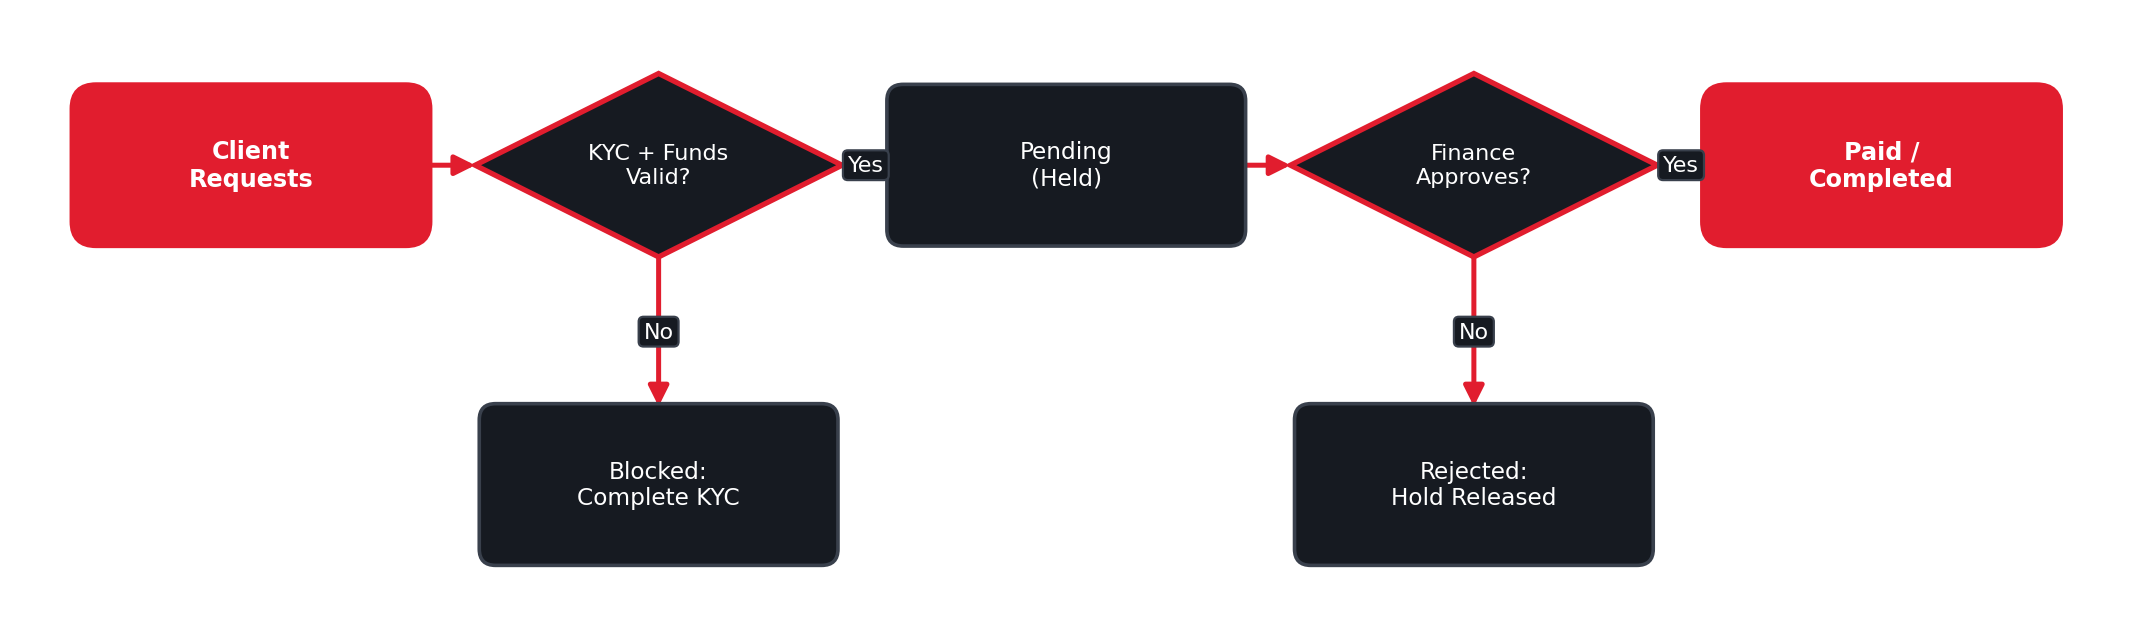 Client
Requests
KYC + Funds
Valid?
Yes
Pending
(Held)
Finance
Approves?
Yes
Paid /
Completed
No
No
Blocked:
Complete KYC
Rejected:
Hold Released